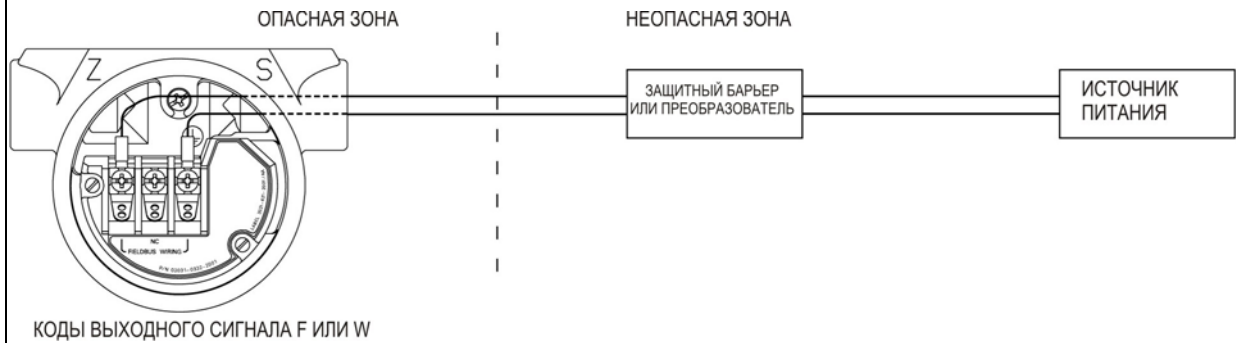 ОПАСНАЯ ЗОНА
НЕОПАСНАЯ ЗОНА
Z S
ЗАЩИТНЫЙ БАРЬЕР
ИЛИ ПРЕОБРАЗОВАТЕЛЬ
ИСТОЧНИК
ПИТАНИЯ
NC
FIELDBUS WIRING
КОДЫ ВЫХОДНОГО СИГНАЛА F ИЛИ W